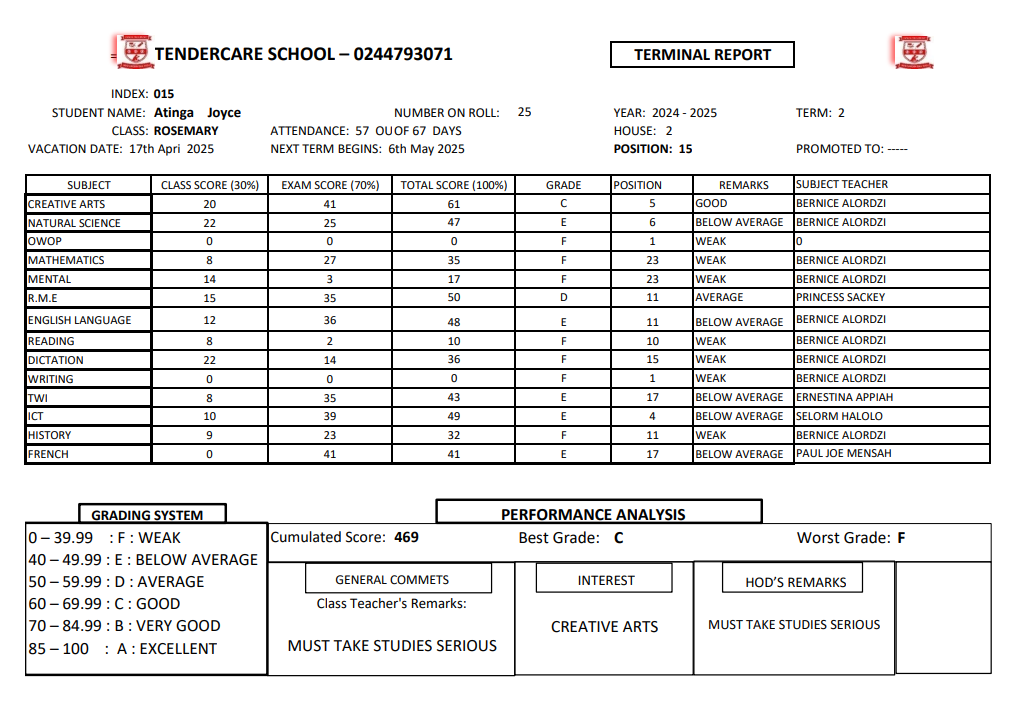 TENDERCARE SCHOOL – 0244793071 TERMINAL REPORT
INDEX: 015
STUDENT NAME: Atinga Joyce NUMBER ON ROLL: 25 YEAR: 2024 - 2025 TERM: 2
CLASS: ROSEMARY ATTENDANCE: 57 OU OF 67 DAYS HOUSE: 2
VACATION DATE: 17th Apri 2025 NEXT TERM BEGINS: 6th May 2025 POSITION: 15 PROMOTED TO: -----
SUBJECT CLASS SCORE (30%) EXAM SCORE (70%) TOTAL SCORE (100%) GRADE POSITION REMARKS SUBJECT TEACHER
CREATIVE ARTS 20 41 61 C 5 GOOD BERNICE ALORDZI
NATURAL SCIENCE 22 25 47 E 6 BELOW AVERAGE BERNICE ALORDZI
OWOP 0 0 0 F 1 WEAK 0
MATHEMATICS 8 27 35 F 23 WEAK BERNICE ALORDZI
MENTAL 14 3 17 F 23 WEAK BERNICE ALORDZI
R.M.E 15 35 50 D 11 AVERAGE PRINCESS SACKEY
ENGLISH LANGUAGE 12 36 48 E 11 BELOW AVERAGE BERNICE ALORDZI
READING 8 2 10 F 10 WEAK BERNICE ALORDZI
DICTATION 22 14 36 F 15 WEAK BERNICE ALORDZI
WRITING 0 0 0 F 1 WEAK BERNICE ALORDZI
TWI 8 35 43 E 17 BELOW AVERAGE ERNESTINA APPIAH
ICT 10 39 49 E 4 BELOW AVERAGE SELORM HALOLO
HISTORY 9 23 32 F 11 WEAK BERNICE ALORDZI
FRENCH 0 41 41 E 17 BELOW AVERAGE PAUL JOE MENSAH
GRADING SYSTEM
0 – 39.99 : F : WEAK
40 – 49.99 : E : BELOW AVERAGE
50 – 59.99 : D : AVERAGE
60 – 69.99 : C : GOOD
70 – 84.99 : B : VERY GOOD
85 – 100 : A : EXCELLENT
PERFORMANCE ANALYSIS
Cumulated Score: 469 Best Grade: C Worst Grade: F
GENERAL COMMETS
Class Teacher's Remarks:
MUST TAKE STUDIES SERIOUS
INTEREST
CREATIVE ARTS
HOD'S REMARKS
MUST TAKE STUDIES SERIOUS